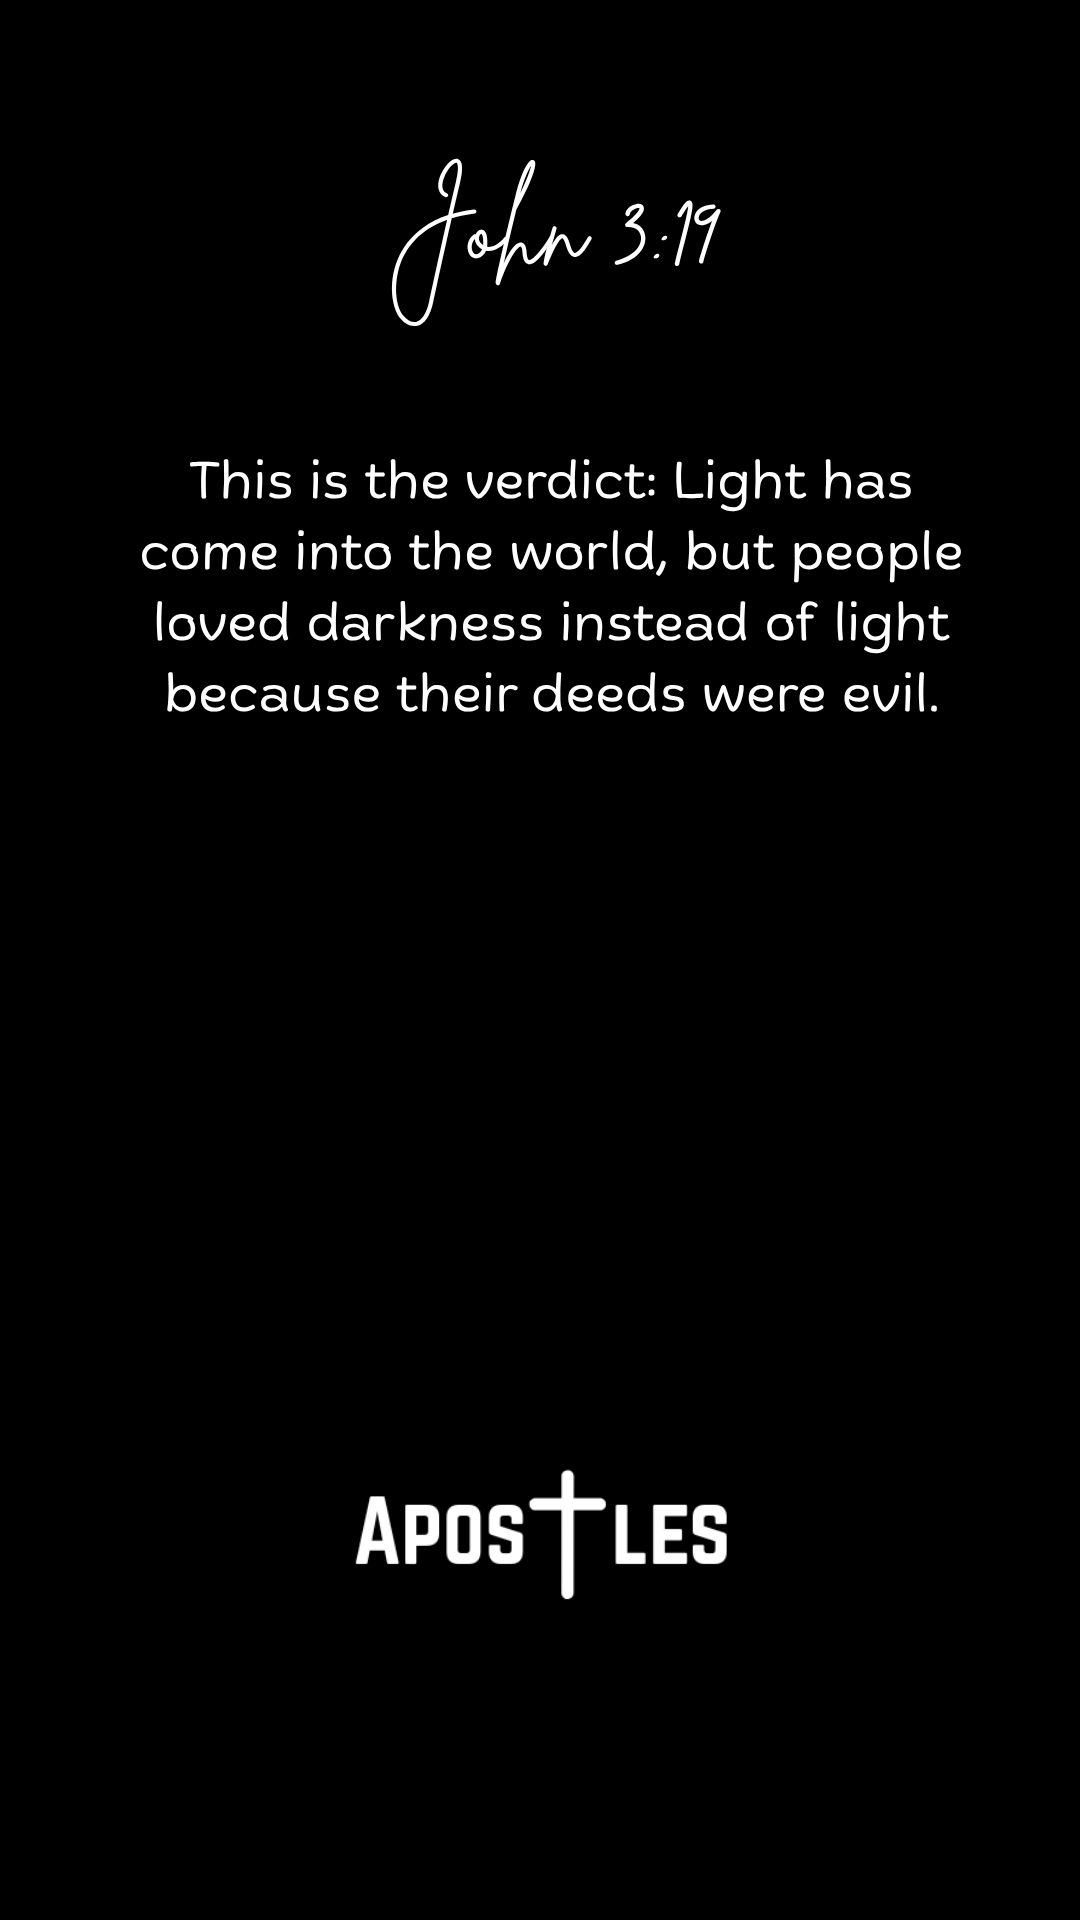 John 3:19
This is the verdict: Light has
come into the world, but people
loved darkness instead of light
because their deeds were evil.
APOSTLES